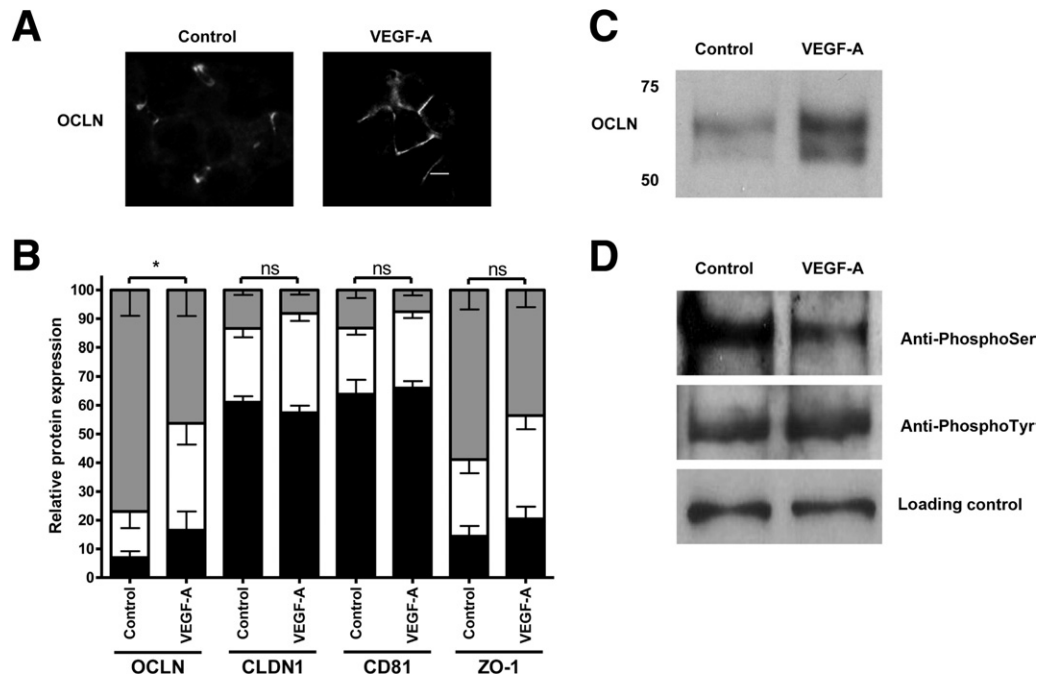 A
Control
VEGF-A
OCLN
B
Relative protein expression
100
90
80
70
60
50
40
30
20
10
0
*
ns
ns
ns
Control
VEGF-A
Control
VEGF-A
Control
VEGF-A
Control
VEGF-A
OCLN
CLDN1
CD81
ZO-1
C
Control
VEGF-A
75
OCLN
50
D
Control
VEGF-A
Anti-PhosphoSer
Anti-PhosphoTyr
Loading control